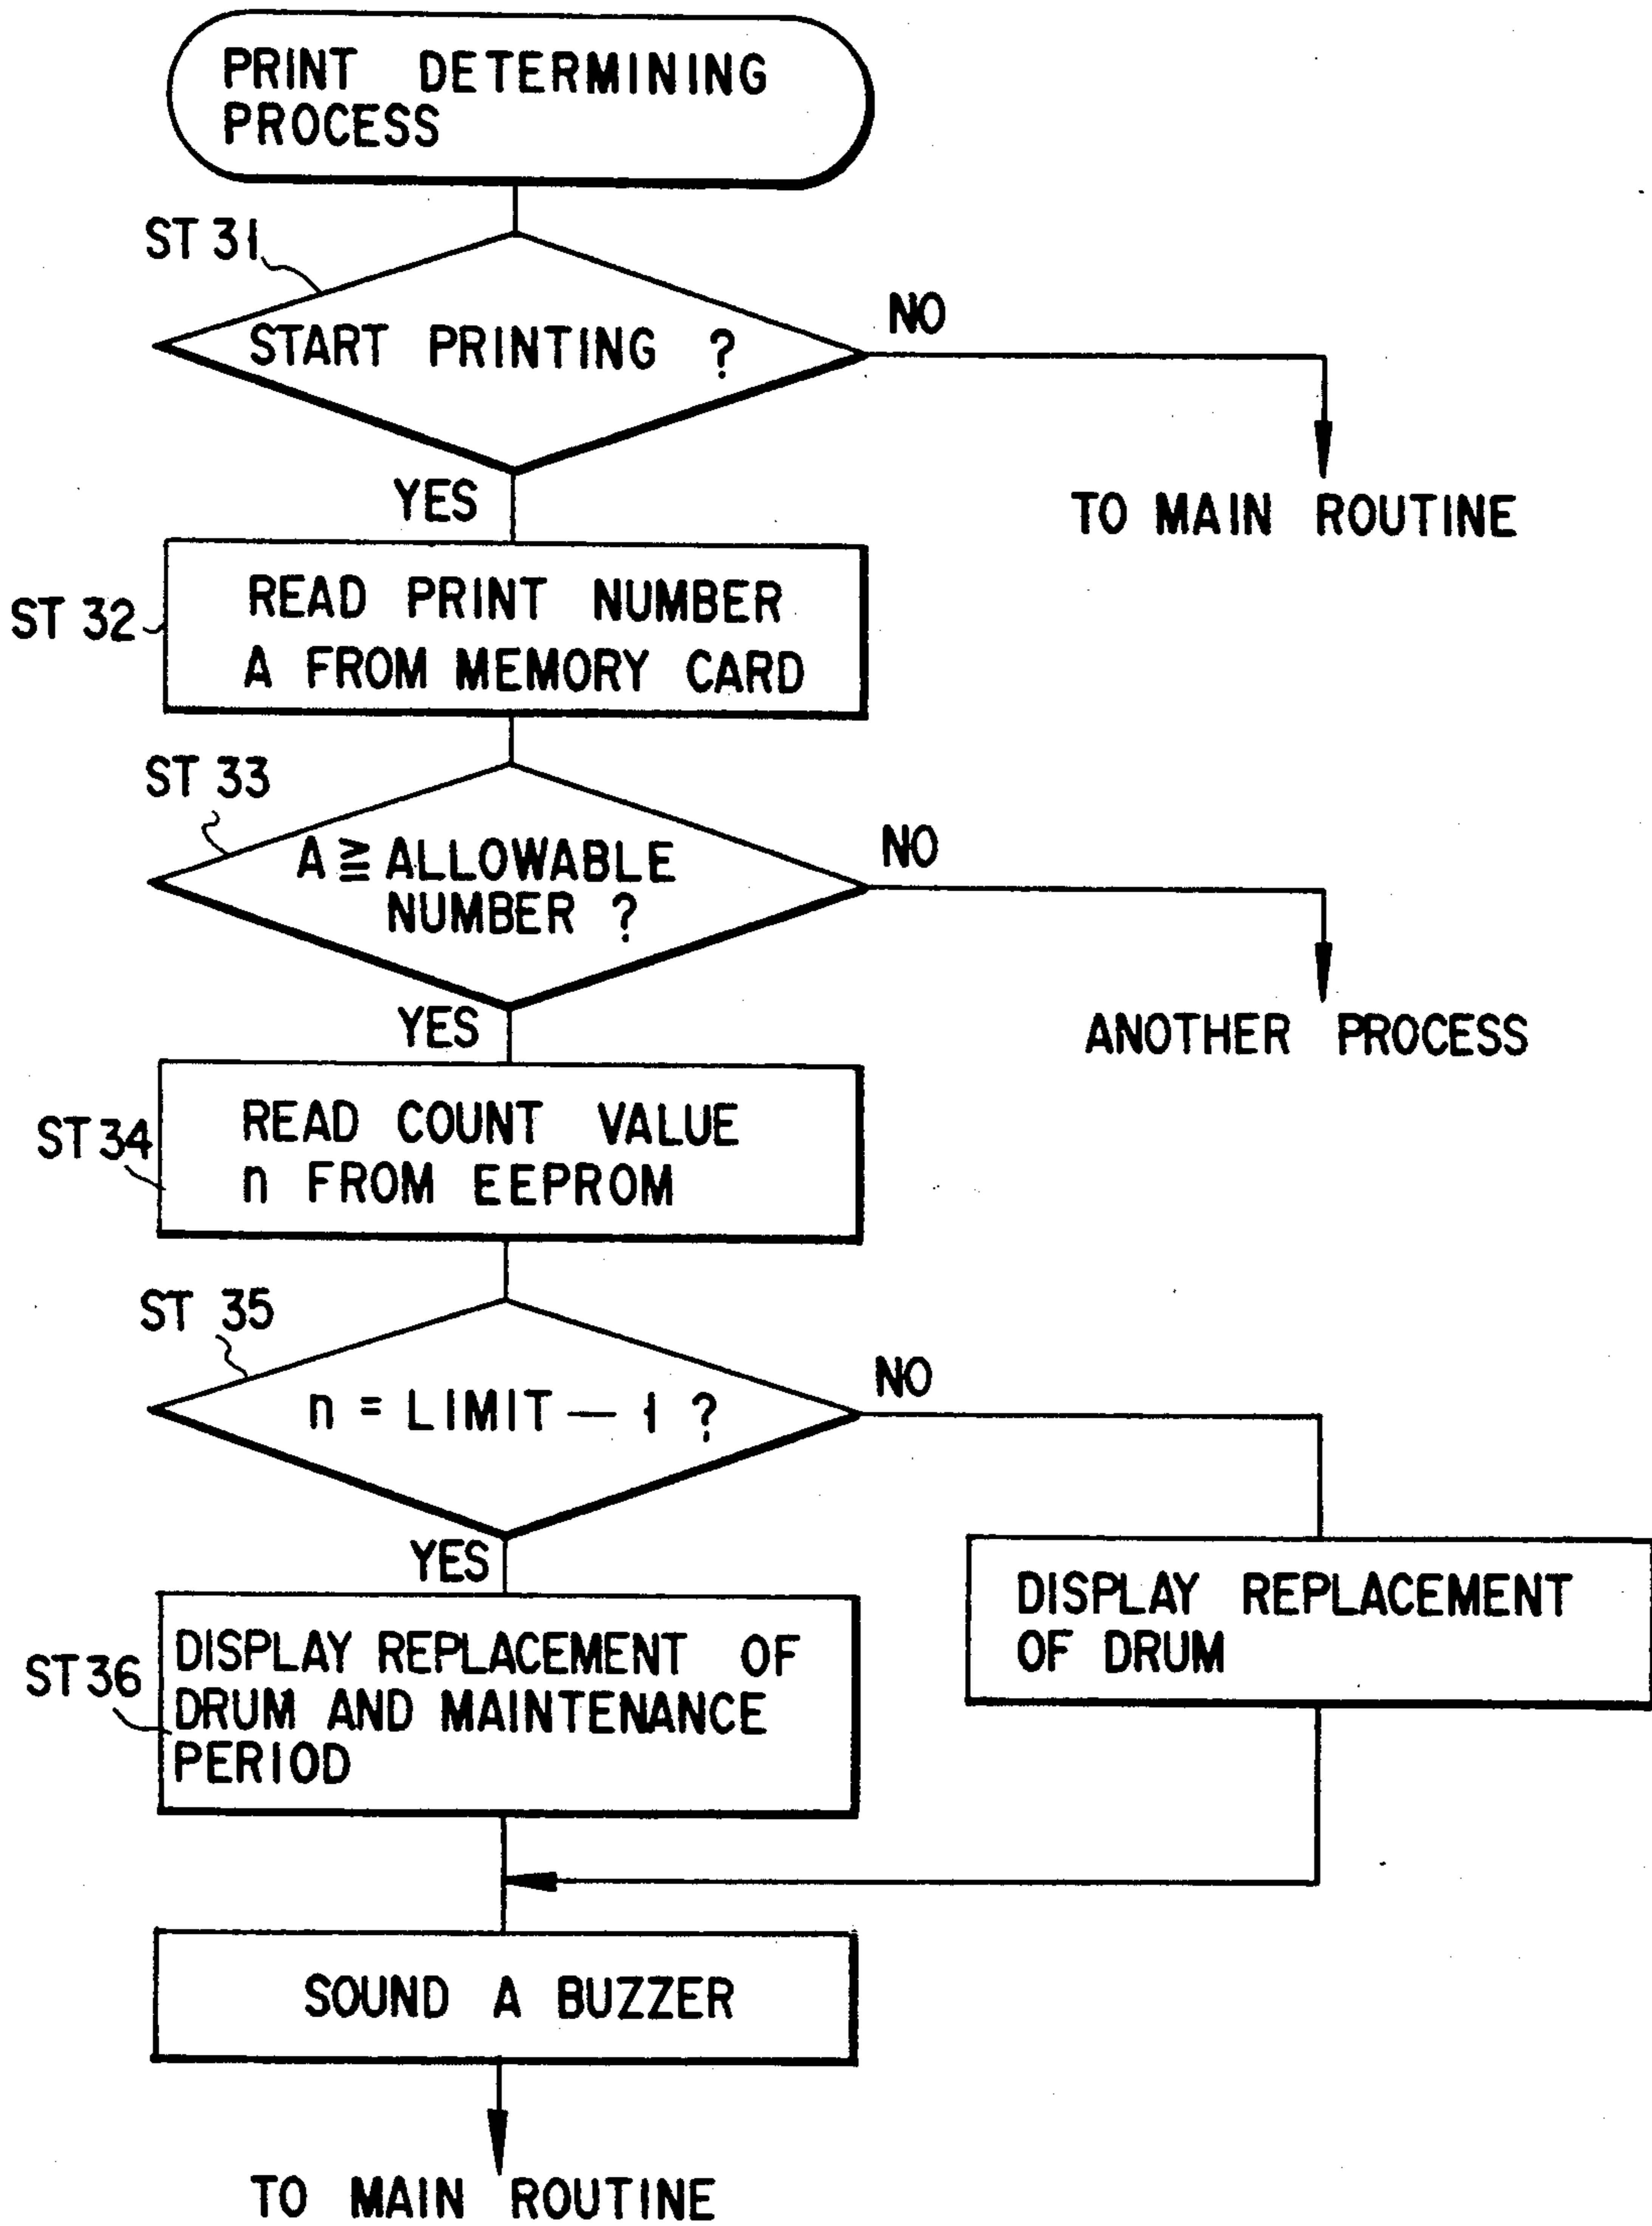 PRINT DETERMINING
PROCESS
ST 31
START PRINTING ?
NO
TO MAIN ROUTINE
YES
ST 32
READ PRINT NUMBER
A FROM MEMORY CARD
ST 33
A ≧ ALLOWABLE
NUMBER ?
NO
ANOTHER PROCESS
YES
ST 34
READ COUNT VALUE
n FROM EEPROM
ST 35
n = LIMIT — 1 ?
NO
DISPLAY REPLACEMENT
OF DRUM
YES
ST 36
DISPLAY REPLACEMENT OF
DRUM AND MAINTENANCE
PERIOD
SOUND A BUZZER
TO MAIN ROUTINE